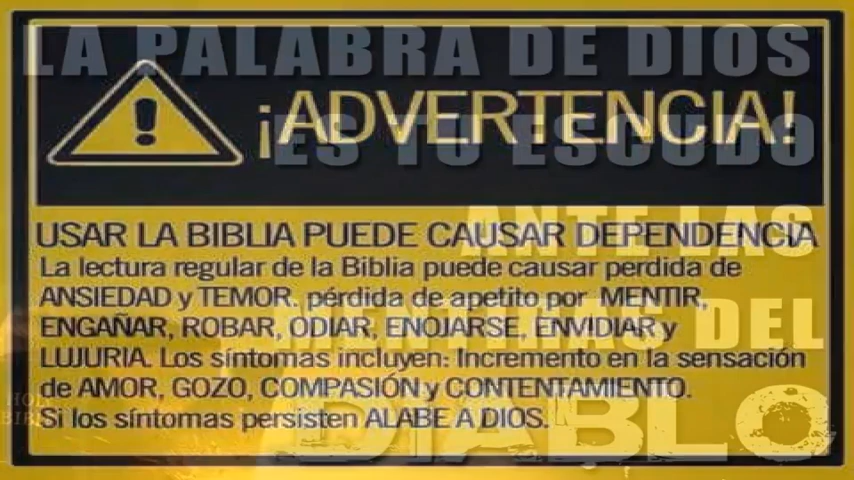 LA PALABRA DE DIOS
¡ADVERTENCIA!
ES TU ESCUDO
ANTE LAS
USAR LA BIBLIA PUEDE CAUSAR DEPENDENCIA
La lectura regular de la Biblia puede causar perdida de
ANSIEDAD y TEMOR. pérdida de apetito por MENTIR,
ENGAÑAR, ROBAR, ODIAR, ENOJARSE, ENVIDIAR y
MENTIRAS DEL
LUJURIA. Los síntomas incluyen: Incremento en la sensación
de AMOR, GOZO, COMPASIÓN y CONTENTAMIENTO.
HOLY
BIBLE
Si los síntomas persisten ALABE A DIOS.
DIABLO